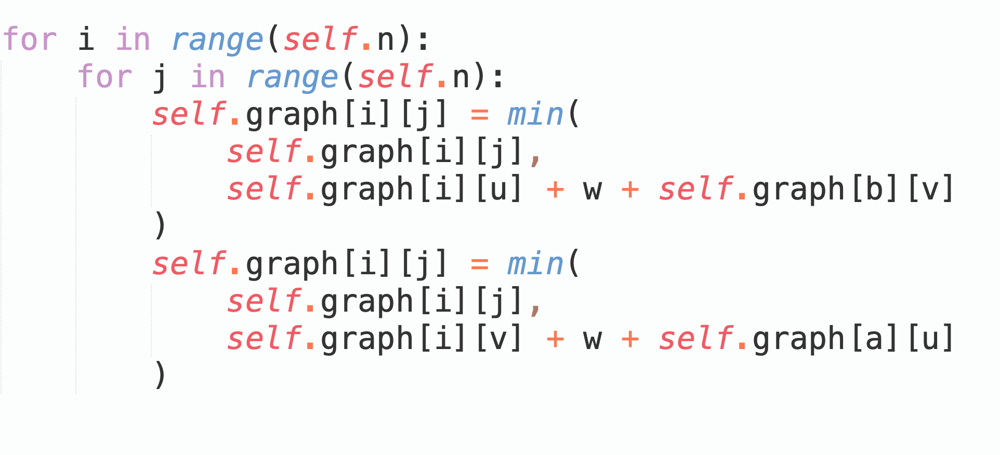 for i in range(self.n):
    for j in range(self.n):
        self.graph[i][j] = min(
            self.graph[i][j],
            self.graph[i][u] + w + self.graph[b][v]
        )
        self.graph[i][j] = min(
            self.graph[i][j],
            self.graph[i][v] + w + self.graph[a][u]
        )